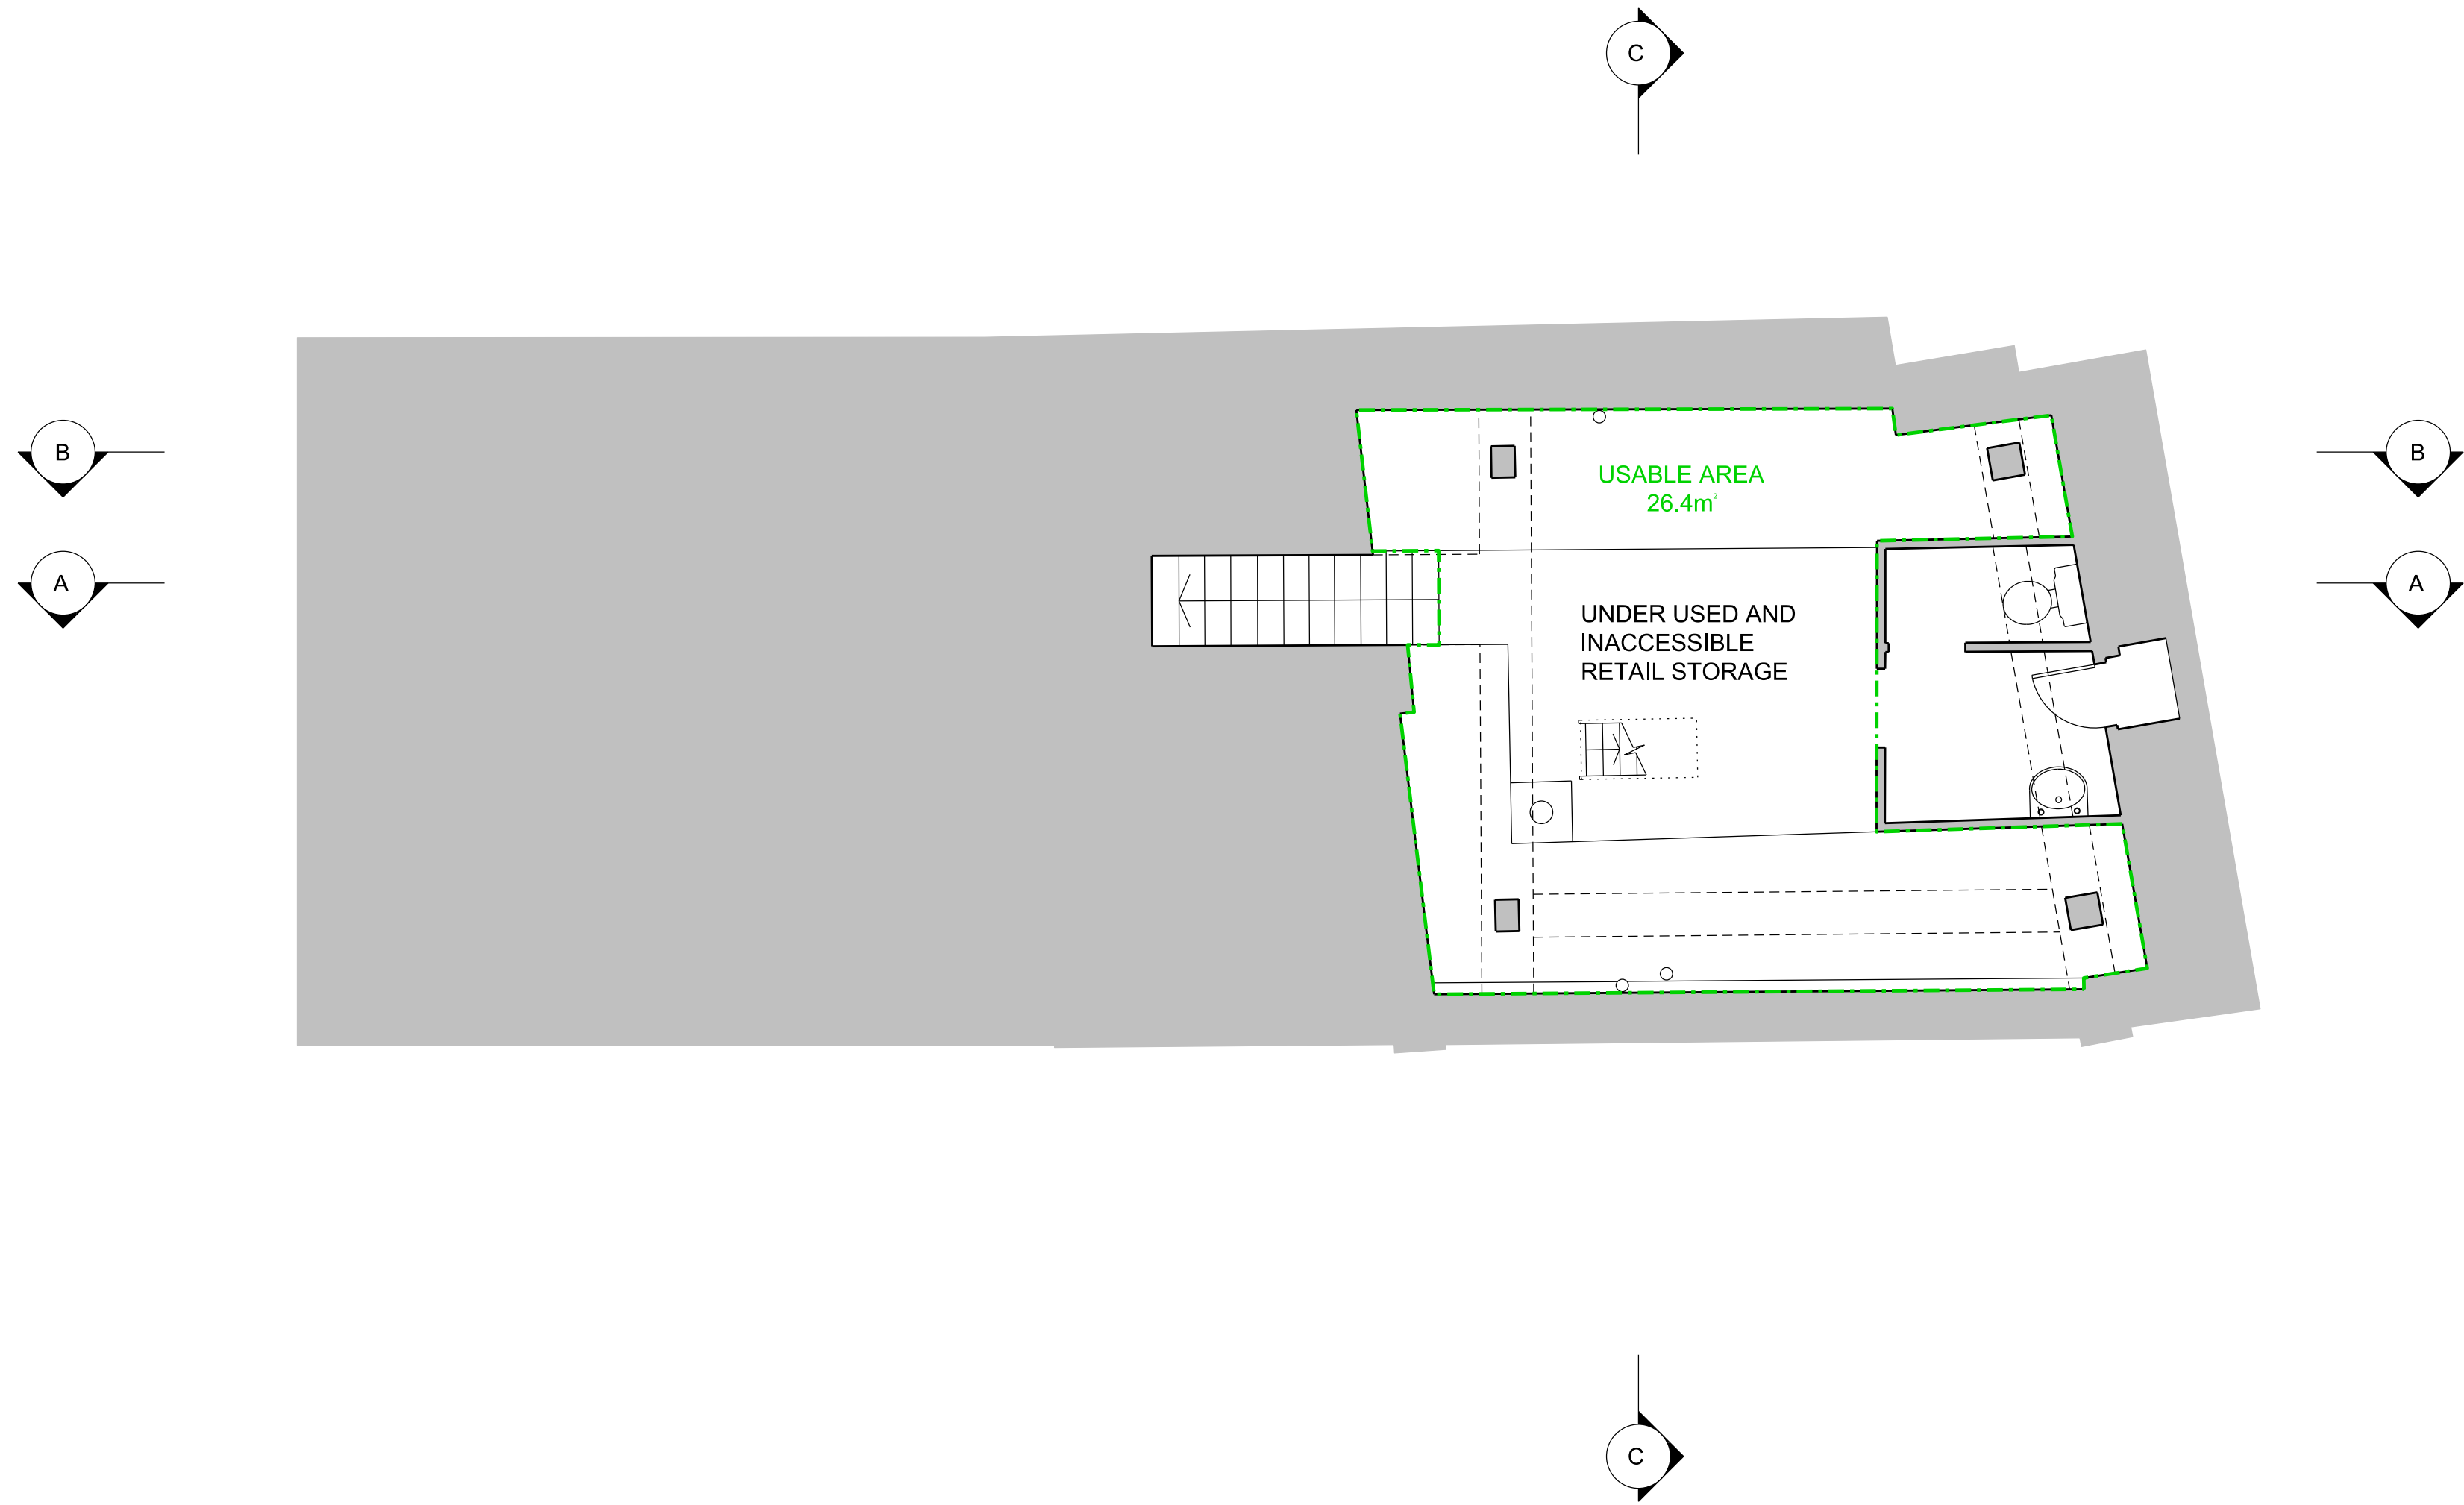 C
B
B
USABLE AREA
26.4m²
A
A
UNDER USED AND
INACCESSIBLE
RETAIL STORAGE
C